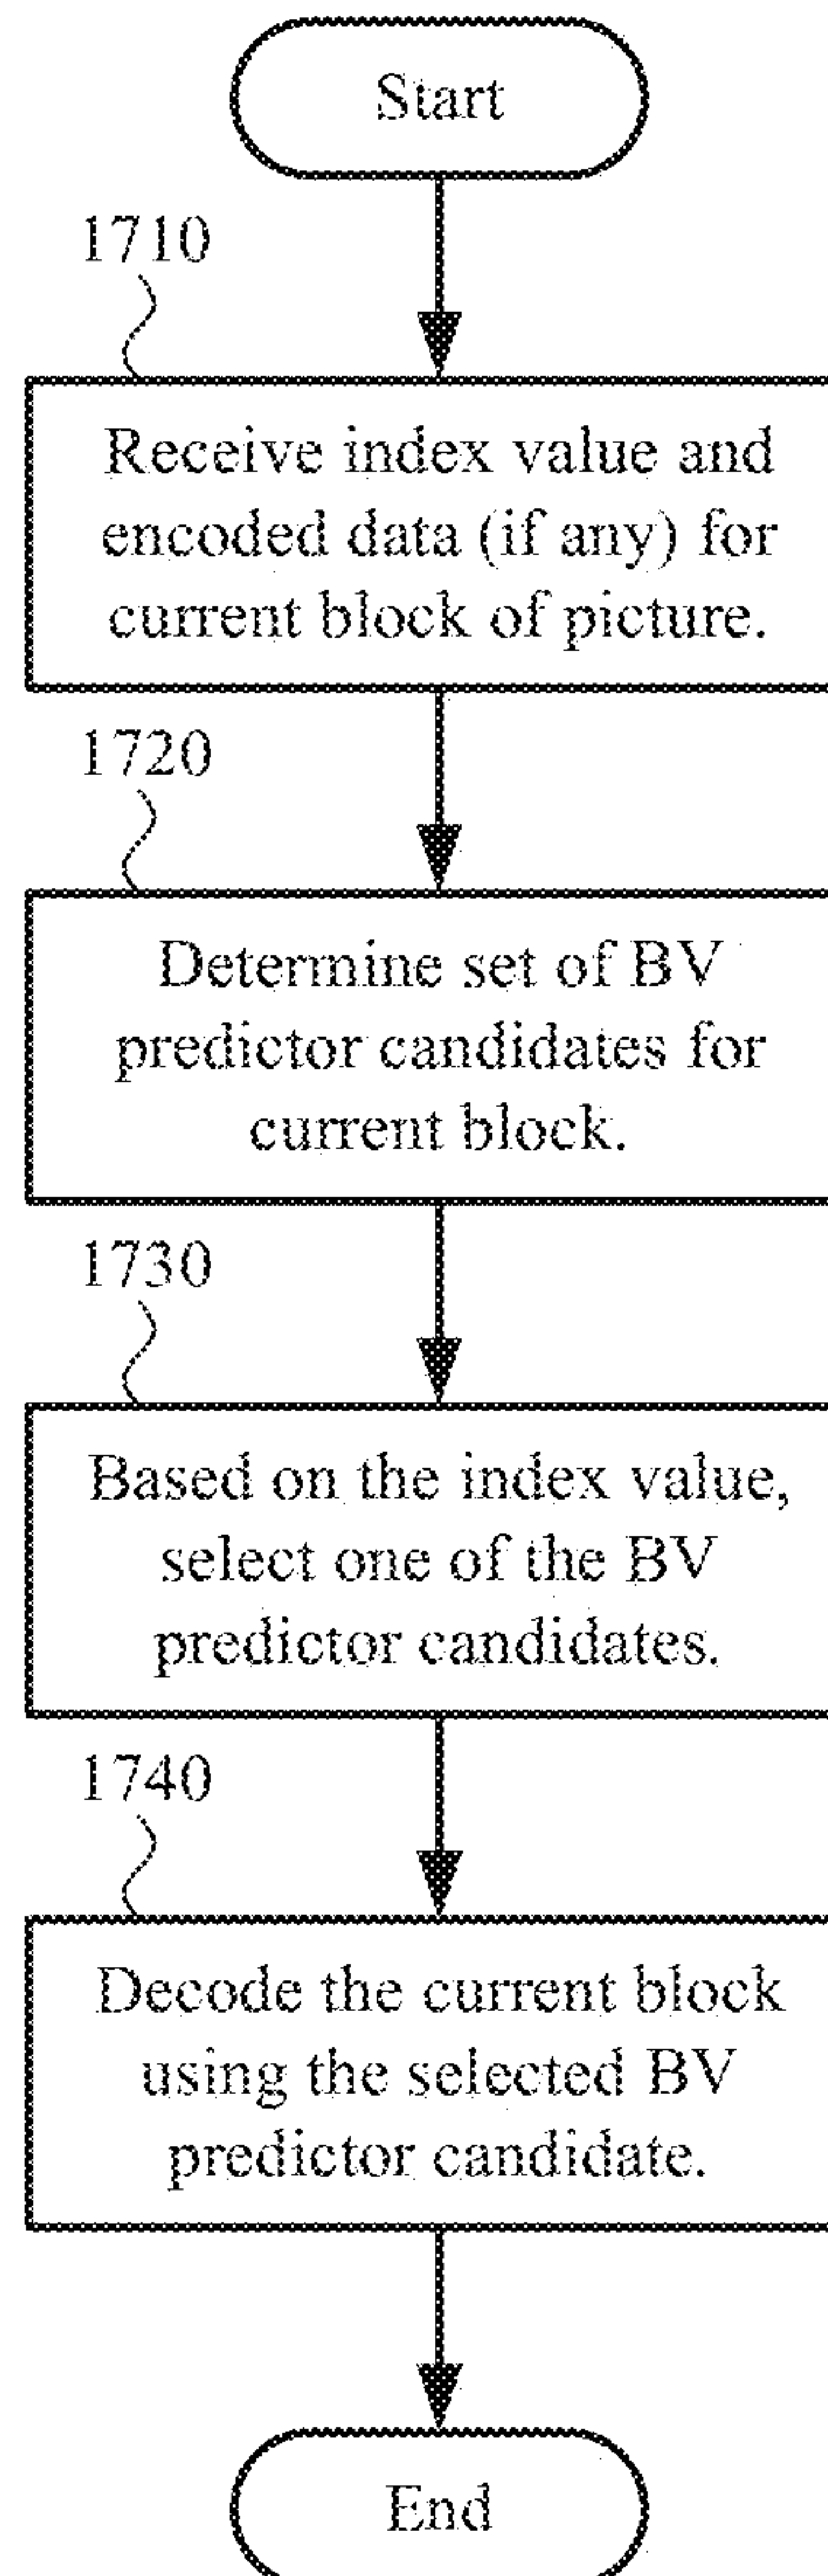 Start
1710
Receive index value and
encoded data (if any) for
current block of picture.
1720
Determine set of BV
predictor candidates for
current block.
1730
Based on the index value,
select one of the BV
predictor candidates.
1740
Decode the current block
using the selected BV
predictor candidate.
End